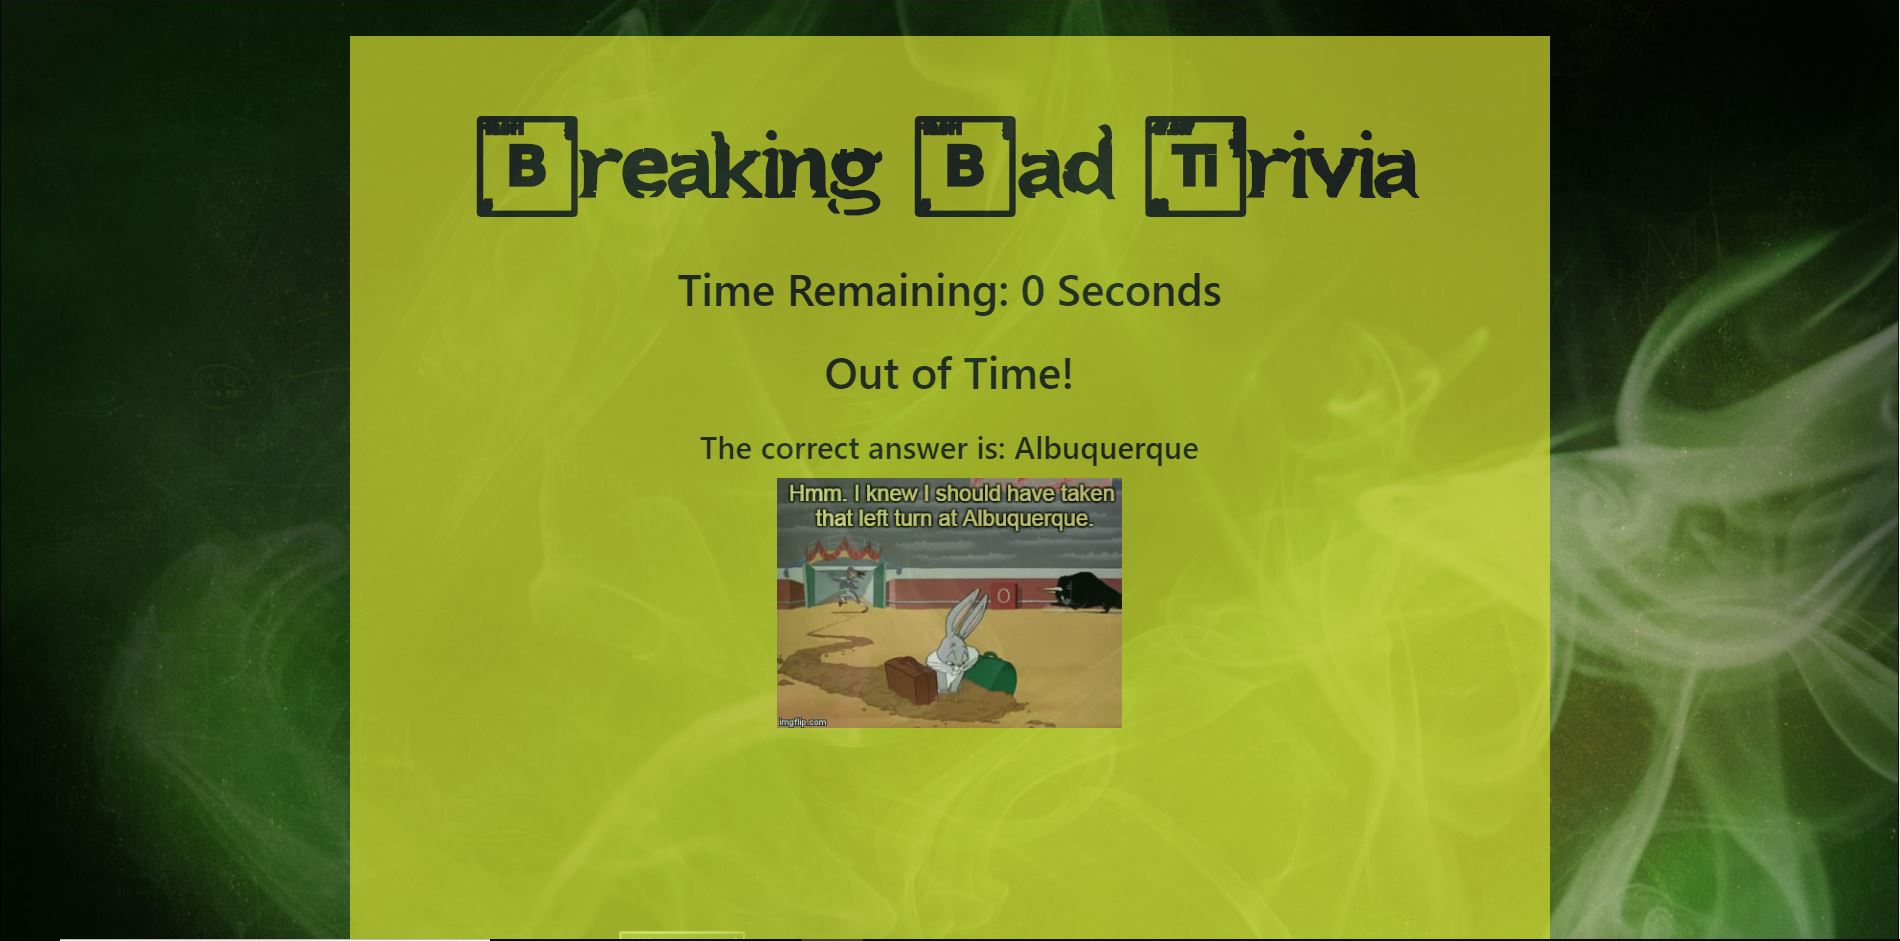 Breaking Bad Tirivia
Time Remaining: 0 Seconds
Out of Time!
The correct answer is: Albuquerque
Hmm. I knew I should have taken
that left turn at Albuquerque.
imgflip.com